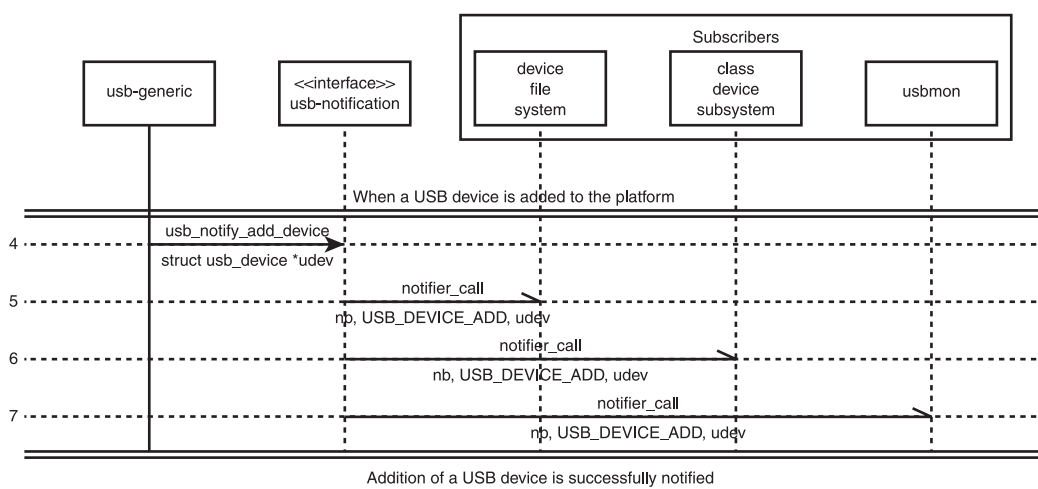 Subscribers
usb-generic
<<interface>>
usb-notification
device
file
system
class
device
subsystem
usbmon
When a USB device is added to the platform
4
usb_notify_add_device
struct usb_device *udev
5
notifier_call
nb, USB_DEVICE_ADD, udev
6
notifier_call
nb, USB_DEVICE_ADD, udev
7
notifier_call
nb, USB_DEVICE_ADD, udev
Addition of a USB device is successfully notified